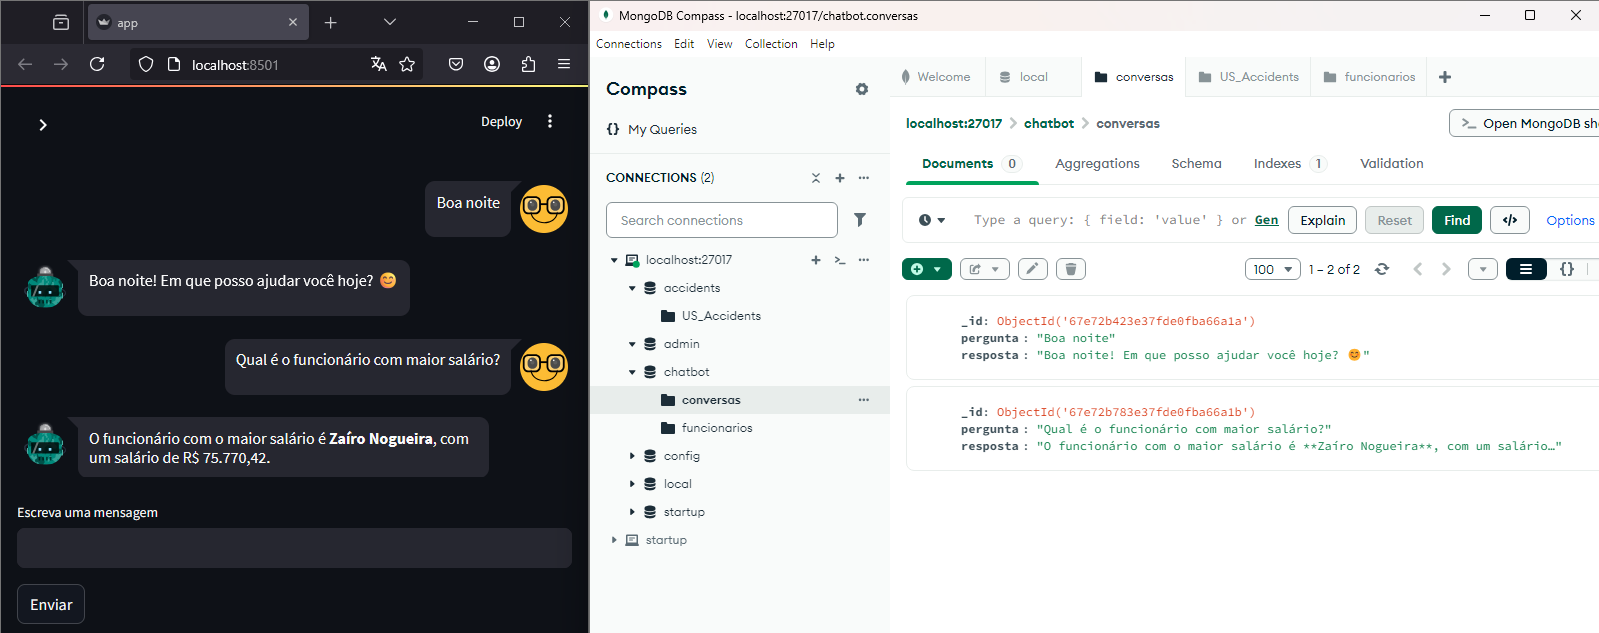 app
localhost:8501
Deploy
Boa noite
Boa noite! Em que posso ajudar você hoje? 😊
Qual é o funcionário com maior salário?
O funcionário com o maior salário é Zaíro Nogueira, com
um salário de R$ 75.770,42.
Escreva uma mensagem
Enviar
MongoDB Compass - localhost:27017/chatbot.conversas
Connections Edit View Collection Help
Compass
{} My Queries
CONNECTIONS (2)
Search connections
localhost:27017
accidents
US_Accidents
admin
chatbot
conversas
funcionarios
config
local
startup
startup
Welcome local conversas US_Accidents funcionarios
localhost:27017 > chatbot > conversas
>_ Open MongoDB she
Documents 0 Aggregations Schema Indexes 1 Validation
Type a query: { field: 'value' } or Gen Explain Reset Find </> Options
100 1 – 2 of 2 {}
_id: ObjectId('67e72b423e37fde0fba66a1a')
pergunta : "Boa noite"
resposta : "Boa noite! Em que posso ajudar você hoje? 😊"
_id: ObjectId('67e72b783e37fde0fba66a1b')
pergunta : "Qual é o funcionário com maior salário?"
resposta : "O funcionário com o maior salário é **Zaíro Nogueira**, com um salário…"